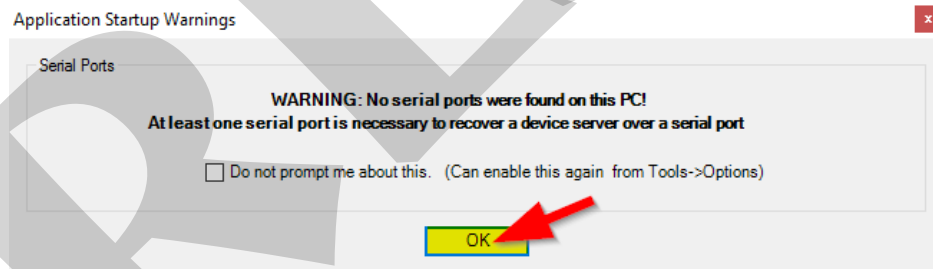 Application Startup Warnings
x
Serial Ports
WARNING: No serial ports were found on this PC!
At least one serial port is necessary to recover a device server over a serial port
Do not prompt me about this. (Can enable this again from Tools->Options)
OK